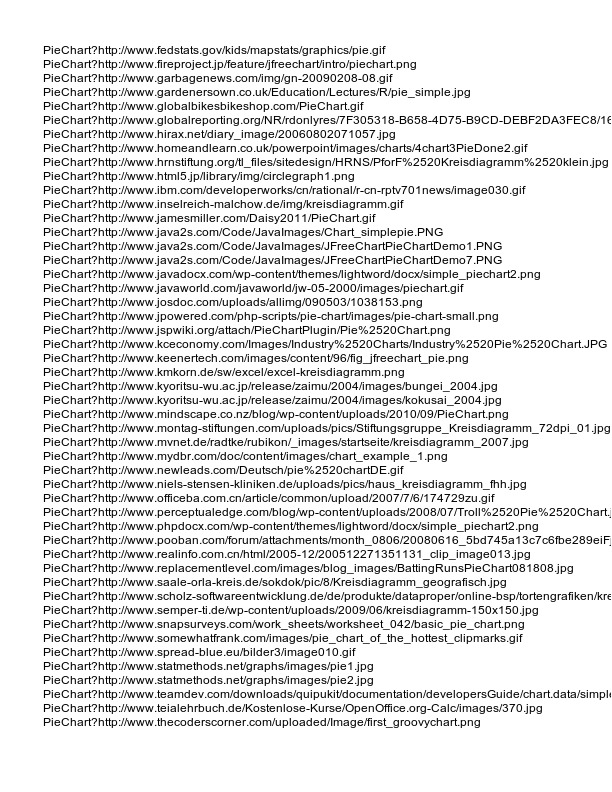 PieChart?http://www.fedstats.gov/kids/mapstats/graphics/pie.gif
PieChart?http://www.fireproject.jp/feature/jfreechart/intro/piechart.png
PieChart?http://www.garbagenews.com/img/gn-20090208-08.gif
PieChart?http://www.gardenersown.co.uk/Education/Lectures/R/pie_simple.jpg
PieChart?http://www.globalbikesbikeshop.com/PieChart.gif
PieChart?http://www.globalreporting.org/NR/rdonlyres/7F305318-B658-4D75-B9CD-DEBF2DA3FEC8/16
PieChart?http://www.hirax.net/diary_image/20060802071057.jpg
PieChart?http://www.homeandlearn.co.uk/powerpoint/images/charts/4chart3PieDone2.gif
PieChart?http://www.hrnstiftung.org/tl_files/sitedesign/HRNS/PforF%2520Kreisdiagramm%2520klein.jpg
PieChart?http://www.html5.jp/library/img/circlegraph1.png
PieChart?http://www.ibm.com/developerworks/cn/rational/r-cn-rptv701news/image030.gif
PieChart?http://www.inselreich-malchow.de/img/kreisdiagramm.gif
PieChart?http://www.jamesmiller.com/Daisy2011/PieChart.gif
PieChart?http://www.java2s.com/Code/JavaImages/Chart_simplepie.PNG
PieChart?http://www.java2s.com/Code/JavaImages/JFreeChartPieChartDemo1.PNG
PieChart?http://www.java2s.com/Code/JavaImages/JFreeChartPieChartDemo7.PNG
PieChart?http://www.javadocx.com/wp-content/themes/lightword/docx/simple_piechart2.png
PieChart?http://www.javaworld.com/javaworld/jw-05-2000/images/piechart.gif
PieChart?http://www.josdoc.com/uploads/allimg/090503/1038153.png
PieChart?http://www.jpowered.com/php-scripts/pie-chart/images/pie-chart-small.png
PieChart?http://www.jspwiki.org/attach/PieChartPlugin/Pie%2520Chart.png
PieChart?http://www.kceconomy.com/Images/Industry%2520Charts/Industry%2520Pie%2520Chart.JPG
PieChart?http://www.keenertech.com/images/content/96/fig_jfreechart_pie.png
PieChart?http://www.kmkorn.de/sw/excel/excel-kreisdiagramm.png
PieChart?http://www.kyoritsu-wu.ac.jp/release/zaimu/2004/images/bungei_2004.jpg
PieChart?http://www.kyoritsu-wu.ac.jp/release/zaimu/2004/images/kokusai_2004.jpg
PieChart?http://www.mindscape.co.nz/blog/wp-content/uploads/2010/09/PieChart.png
PieChart?http://www.montag-stiftungen.com/uploads/pics/Stiftungsgruppe_Kreisdiagramm_72dpi_01.jpg
PieChart?http://www.mvnet.de/radtke/rubikon/_images/startseite/kreisdiagramm_2007.jpg
PieChart?http://www.mydbr.com/doc/content/images/chart_example_1.png
PieChart?http://www.newleads.com/Deutsch/pie%2520chartDE.gif
PieChart?http://www.niels-stensen-kliniken.de/uploads/pics/haus_kreisdiagramm_fhh.jpg
PieChart?http://www.officeba.com.cn/article/common/upload/2007/7/6/174729zu.gif
PieChart?http://www.perceptualedge.com/blog/wp-content/uploads/2008/07/Troll%2520Pie%2520Chart.j
PieChart?http://www.phpdocx.com/wp-content/themes/lightword/docx/simple_piechart2.png
PieChart?http://www.pooban.com/forum/attachments/month_0806/20080616_5bd745a13c7c6fbe289eiFj
PieChart?http://www.realinfo.com.cn/html/2005-12/200512271351131_clip_image013.jpg
PieChart?http://www.replacementlevel.com/images/blog_images/BattingRunsPieChart081808.jpg
PieChart?http://www.saale-orla-kreis.de/sokdok/pic/8/Kreisdiagramm_geografisch.jpg
PieChart?http://www.scholz-softwareentwicklung.de/de/produkte/dataproper/online-bsp/tortengrafiken/kre
PieChart?http://www.semper-ti.de/wp-content/uploads/2009/06/kreisdiagramm-150x150.jpg
PieChart?http://www.snapsurveys.com/work_sheets/worksheet_042/basic_pie_chart.png
PieChart?http://www.somewhatfrank.com/images/pie_chart_of_the_hottest_clipmarks.gif
PieChart?http://www.spread-blue.eu/bilder3/image010.gif
PieChart?http://www.statmethods.net/graphs/images/pie1.jpg
PieChart?http://www.statmethods.net/graphs/images/pie2.jpg
PieChart?http://www.teamdev.com/downloads/quipukit/documentation/developersGuide/chart.data/simple
PieChart?http://www.teialehrbuch.de/Kostenlose-Kurse/OpenOffice.org-Calc/images/370.jpg
PieChart?http://www.thecoderscorner.com/uploaded/Image/first_groovychart.png